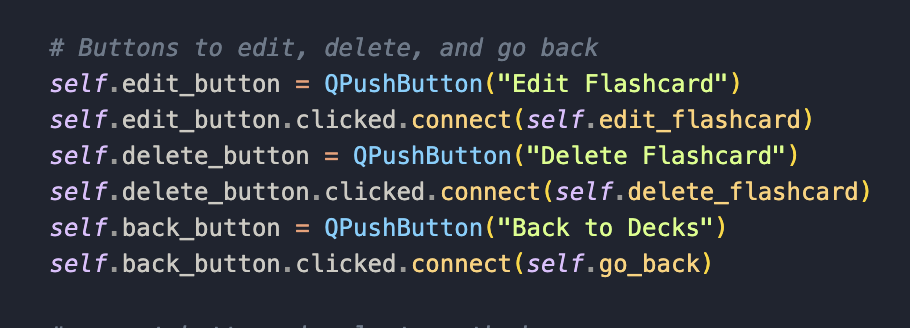 # Buttons to edit, delete, and go back
self.edit_button = QPushButton("Edit Flashcard")
self.edit_button.clicked.connect(self.edit_flashcard)
self.delete_button = QPushButton("Delete Flashcard")
self.delete_button.clicked.connect(self.delete_flashcard)
self.back_button = QPushButton("Back to Decks")
self.back_button.clicked.connect(self.go_back)